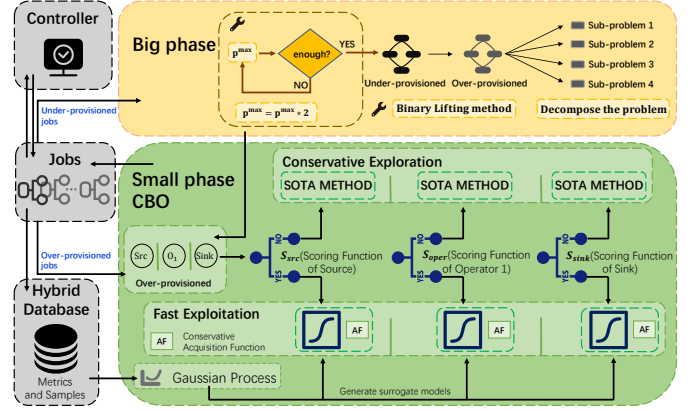 Controller
Under-provisioned
jobs
Jobs
Over-provisioned
jobs
Hybrid
Database
Metrics
and Samples
Big phase
p^max
enough?
YES
NO
p^max = p^max * 2
Under-provisioned
Over-provisioned
Sub-problem 1
Sub-problem 2
Sub-problem 3
Sub-problem 4
Binary Lifting method
Decompose the problem
Small phase
CBO
Conservative Exploration
SOTA METHOD
SOTA METHOD
SOTA METHOD
Src
O₁
Sink
Over-provisioned
NO
YES
S_src(Scoring Function
of Source)
NO
YES
S_oper(Scoring Function
of Operator 1)
NO
YES
S_sink(Scoring Function
of Sink)
Fast Exploitation
AF
Conservative
Acquisition Function
AF
AF
AF
Gaussian Process
Generate surrogate models